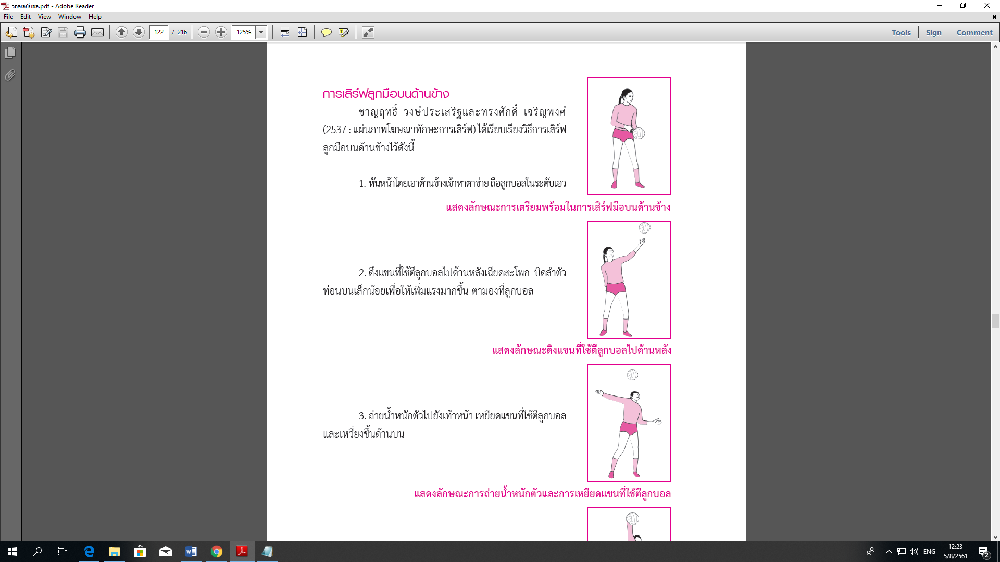 วอลเลย์บอล.pdf - Adobe Reader
File Edit View Window Help
122 / 216 125% Tools Sign Comment
การเสิร์ฟลูกมือบนด้านข้าง
ชาญฤทธิ์ วงษ์ประเสริฐและทรงศักดิ์ เจริญพงศ์
(2537 : แผ่นภาพโฆษณาทักษะการเสิร์ฟ) ได้เรียบเรียงวิธีการเสิร์ฟ
ลูกมือบนด้านข้างไว้ดังนี้
1. หันหน้าโดยเอาด้านข้างเข้าหาตาข่าย ถือลูกบอลในระดับเอว
แสดงลักษณะการเตรียมพร้อมในการเสิร์ฟมือบนด้านข้าง
2. ดึงแขนที่ใช้ตีลูกบอลไปด้านหลังเฉียดสะโพก บิดลำตัว
ท่อนบนเล็กน้อยเพื่อให้เพิ่มแรงมากขึ้น ตามองที่ลูกบอล
แสดงลักษณะดึงแขนที่ใช้ตีลูกบอลไปด้านหลัง
3. ถ่ายน้ำหนักตัวไปยังเท้าหน้า เหยียดแขนที่ใช้ตีลูกบอล
และเหวี่ยงขึ้นด้านบน
แสดงลักษณะการถ่ายน้ำหนักตัวและการเหยียดแขนที่ใช้ตีลูกบอล
ENG
12:23
5/8/2561
2